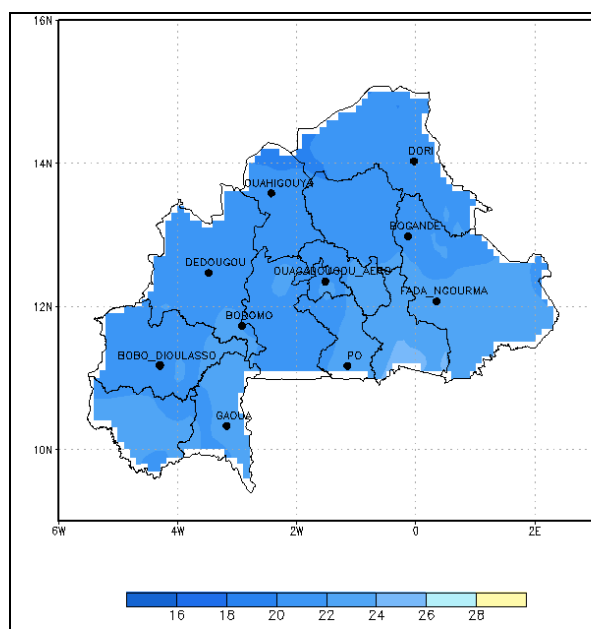 16N
DORI
14N
OUAHIGOUYA
BOGANDE
DEDOUGOU
OUAGADOUGOU_AERO
FADA_NGOURMA
12N
BOROMO
BOBO_DIOULASSO
PO
GAOUA
10N
6W 4W 2W 0 2E
16 18 20 22 24 26 28